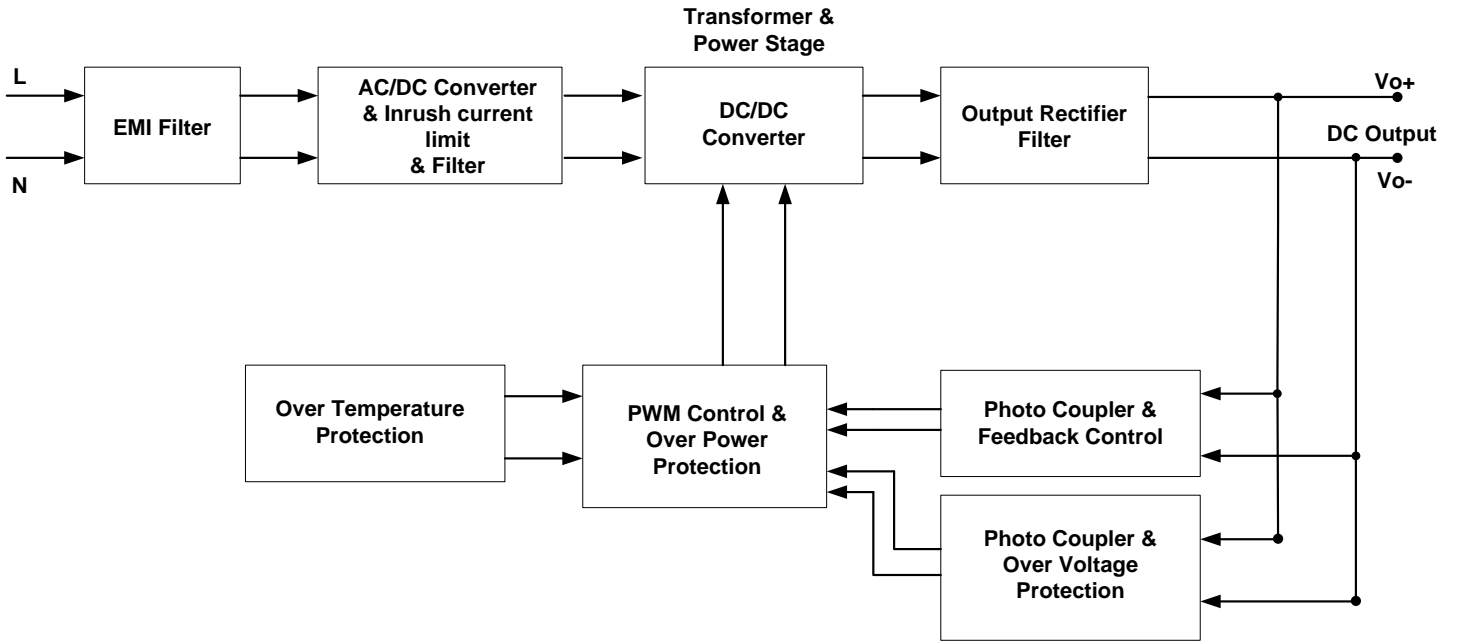 Transformer &
Power Stage
L
N
EMI Filter
AC/DC Converter
& Inrush current
limit
& Filter
DC/DC
Converter
Output Rectifier
Filter
Vo+
DC Output
Vo-
Over Temperature
Protection
PWM Control &
Over Power
Protection
Photo Coupler &
Feedback Control
Photo Coupler &
Over Voltage
Protection